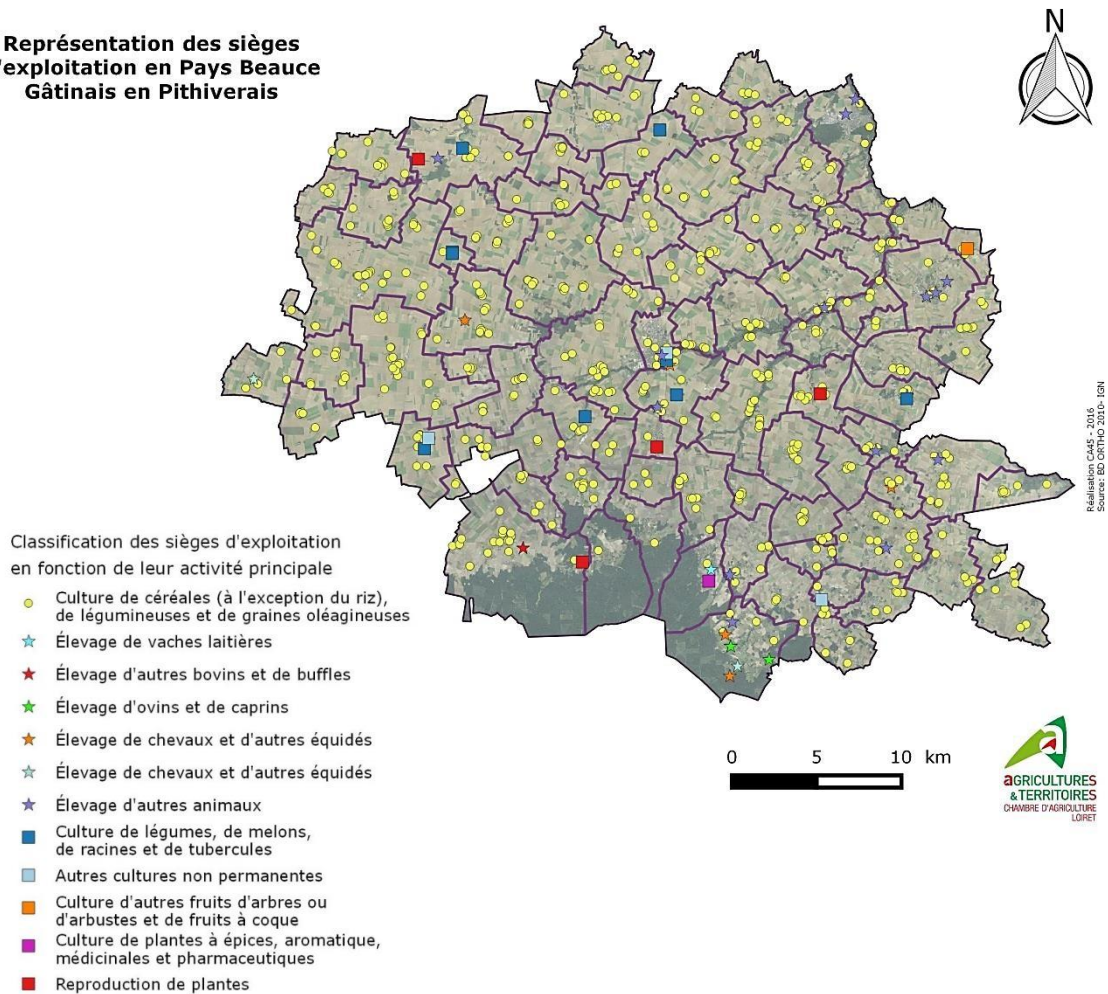 Représentation des sièges
'exploitation en Pays Beauce
Gâtinais en Pithiverais
N
Réalisation CA45 - 2016
Source: BD ORTHO 2010- IGN
Classification des sièges d'exploitation
en fonction de leur activité principale
Culture de céréales (à l'exception du riz),
de légumineuses et de graines oléagineuses
Élevage de vaches laitières
Élevage d'autres bovins et de buffles
Élevage d'ovins et de caprins
Élevage de chevaux et d'autres équidés
Élevage de chevaux et d'autres équidés
Élevage d'autres animaux
Culture de légumes, de melons,
de racines et de tubercules
Autres cultures non permanentes
Culture d'autres fruits d'arbres ou
d'arbustes et de fruits à coque
Culture de plantes à épices, aromatique,
médicinales et pharmaceutiques
Reproduction de plantes
0 5 10 km
a
aGRICULTURES
&TERRITOIRES
CHAMBRE D'AGRICULTURE
LOIRET